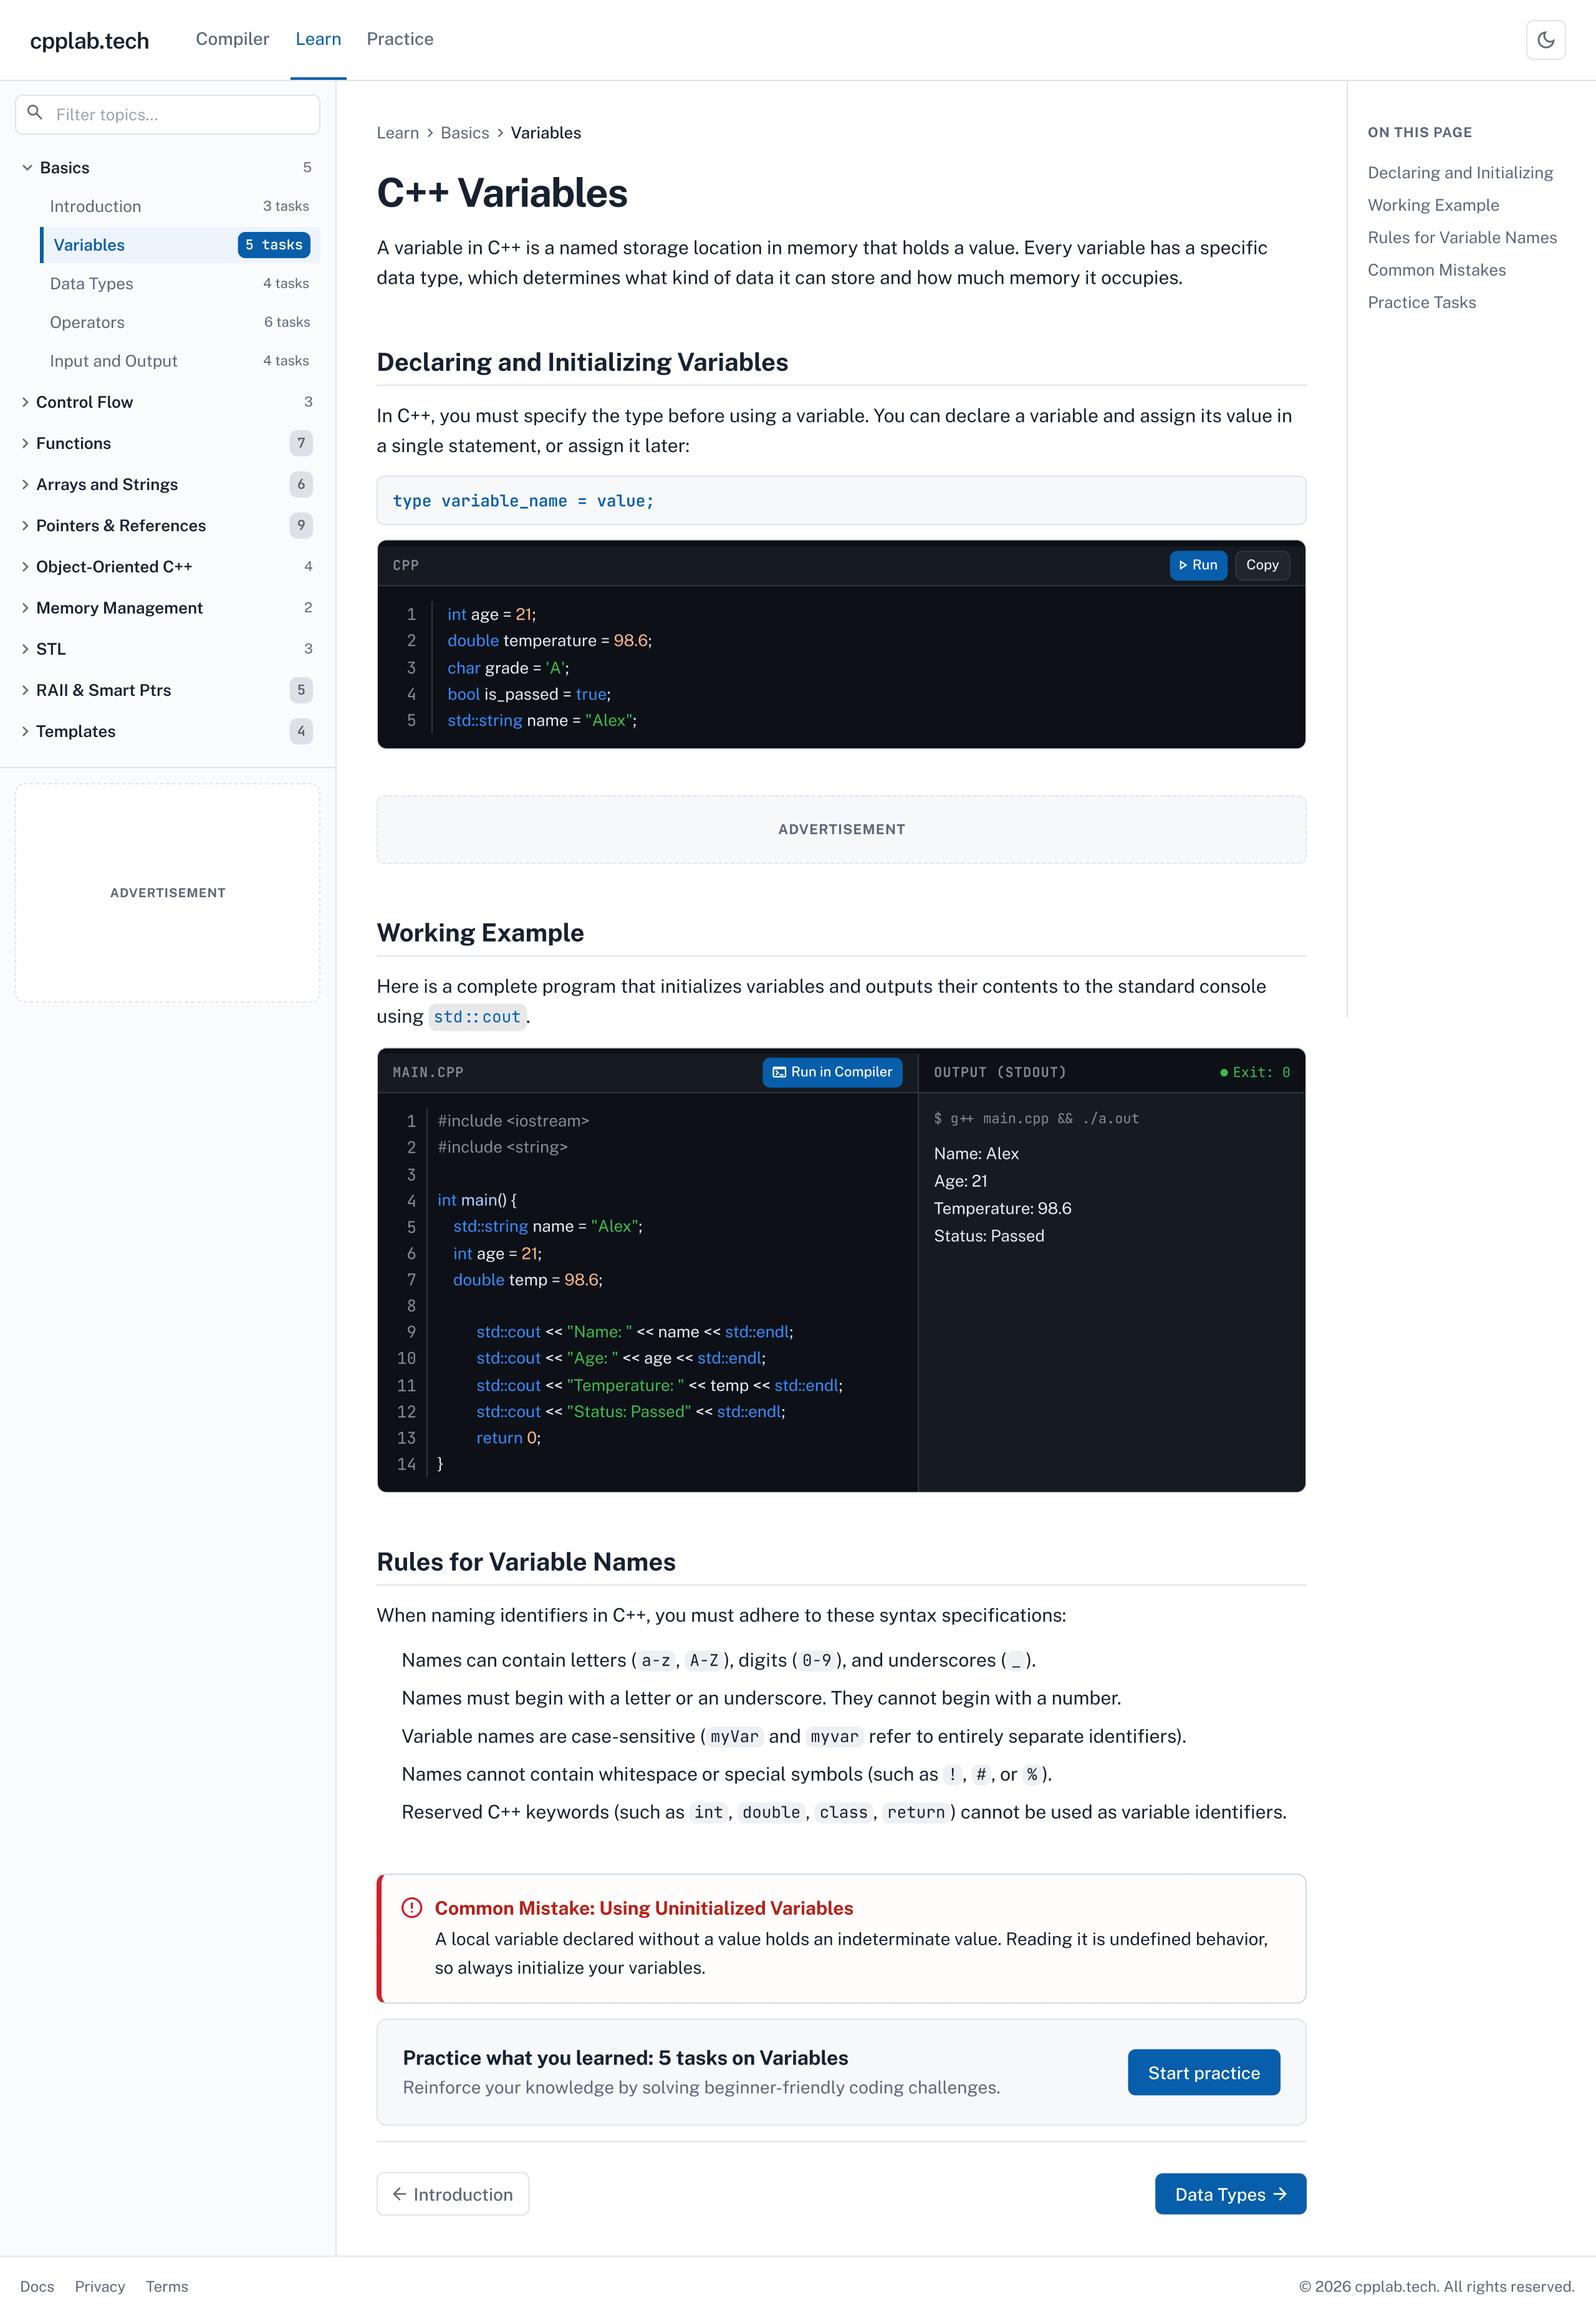 cpplab.tech
Compiler
Learn
Practice
Filter topics...
Basics 5
Introduction 3 tasks
Variables 5 tasks
Data Types 4 tasks
Operators 6 tasks
Input and Output 4 tasks
Control Flow 3
Functions 7
Arrays and Strings 6
Pointers & References 9
Object-Oriented C++ 4
Memory Management 2
STL 3
RAII & Smart Ptrs 5
Templates 4
ADVERTISEMENT
Learn > Basics > Variables
C++ Variables
A variable in C++ is a named storage location in memory that holds a value. Every variable has a specific
data type, which determines what kind of data it can store and how much memory it occupies.
Declaring and Initializing Variables
In C++, you must specify the type before using a variable. You can declare a variable and assign its value in
a single statement, or assign it later:
type variable_name = value;
CPP
Run
Copy
1 int age = 21;
2 double temperature = 98.6;
3 char grade = 'A';
4 bool is_passed = true;
5 std::string name = "Alex";
ADVERTISEMENT
Working Example
Here is a complete program that initializes variables and outputs their contents to the standard console
using std::cout.
MAIN.CPP
Run in Compiler
1 #include <iostream>
2 #include <string>
3
4 int main() {
5 std::string name = "Alex";
6 int age = 21;
7 double temp = 98.6;
8
9 std::cout << "Name: " << name << std::endl;
10 std::cout << "Age: " << age << std::endl;
11 std::cout << "Temperature: " << temp << std::endl;
12 std::cout << "Status: Passed" << std::endl;
13 return 0;
14 }
OUTPUT (STDOUT)
Exit: 0
$ g++ main.cpp && ./a.out
Name: Alex
Age: 21
Temperature: 98.6
Status: Passed
Rules for Variable Names
When naming identifiers in C++, you must adhere to these syntax specifications:
Names can contain letters (a-z, A-Z), digits (0-9), and underscores (_).
Names must begin with a letter or an underscore. They cannot begin with a number.
Variable names are case-sensitive (myVar and myvar refer to entirely separate identifiers).
Names cannot contain whitespace or special symbols (such as !, #, or %).
Reserved C++ keywords (such as int, double, class, return) cannot be used as variable identifiers.
Common Mistake: Using Uninitialized Variables
A local variable declared without a value holds an indeterminate value. Reading it is undefined behavior,
so always initialize your variables.
Practice what you learned: 5 tasks on Variables
Reinforce your knowledge by solving beginner-friendly coding challenges.
Start practice
← Introduction
Data Types →
ON THIS PAGE
Declaring and Initializing
Working Example
Rules for Variable Names
Common Mistakes
Practice Tasks
Docs
Privacy
Terms
© 2026 cpplab.tech. All rights reserved.